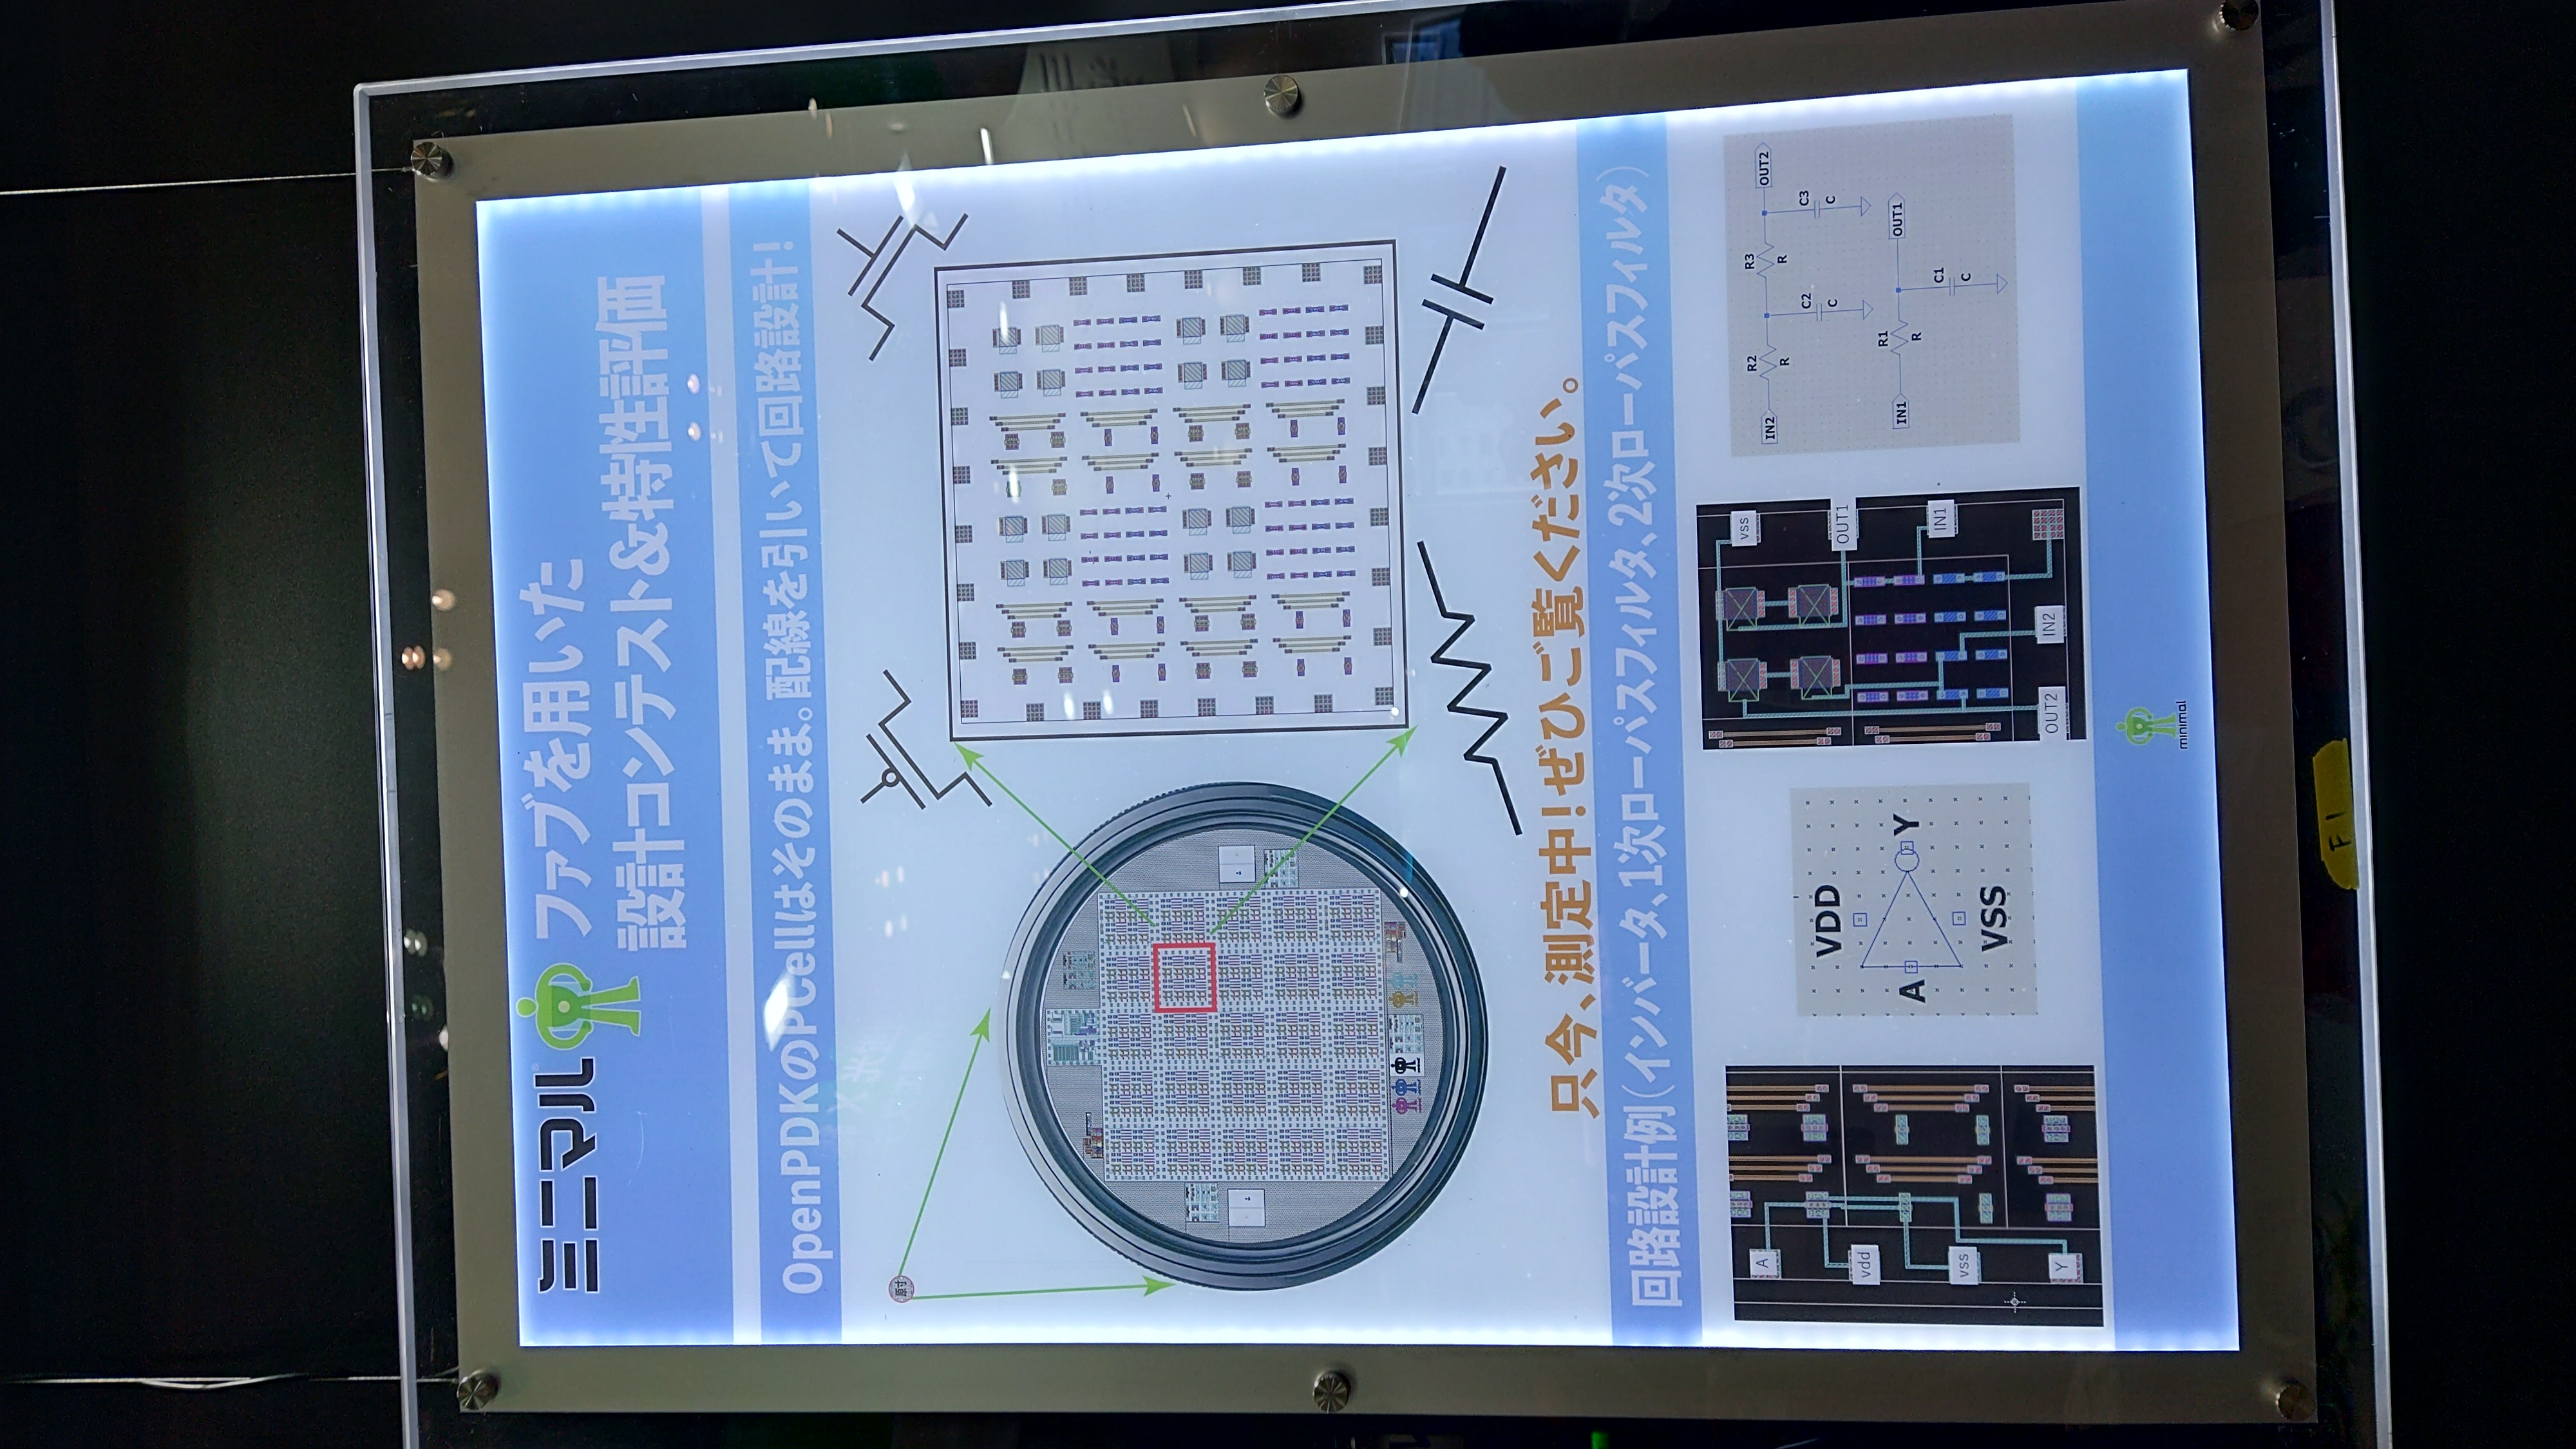 ミニマル ファブを用いた
設計コンテスト&特性評価
OpenPDKのPCellはそのまま。配線を引いて回路設計！
原寸
只今、測定中！ぜひご覧ください。
回路設計例（インバータ、1次ローパスフィルタ、2次ローパスフィルタ）
A
vdd
vss
Y
VDD
A
Y
VSS
vss
OUT1
IN1
OUT2
IN2
IN2
R2
R
R3
R
OUT2
C2
C
C3
C
IN1
R1
R
OUT1
C1
C
minimal
F1